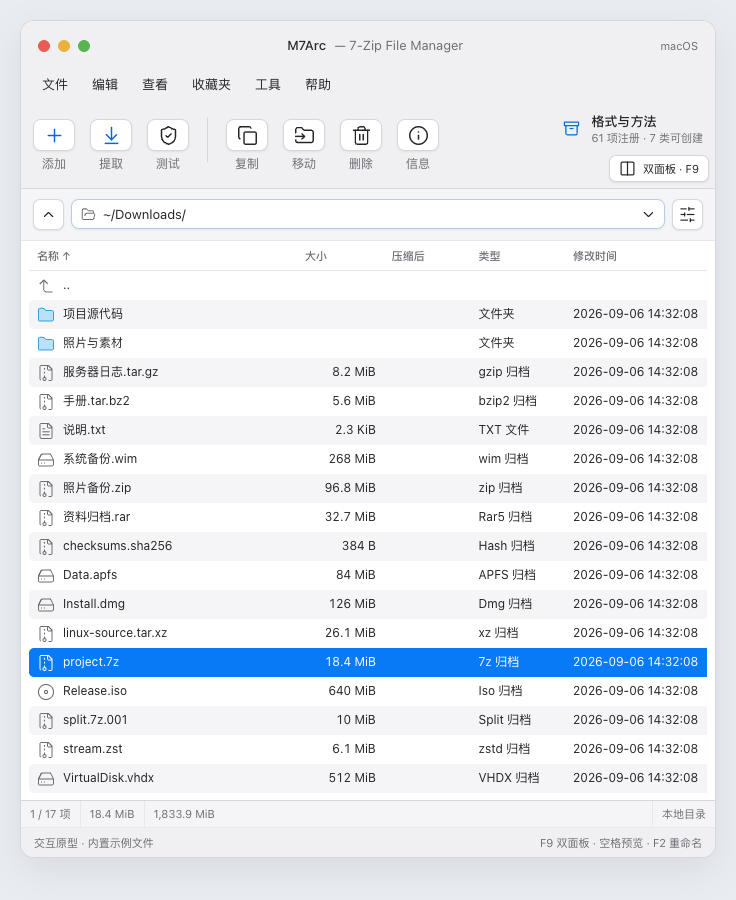 M7Arc — 7-Zip File Manager
macOS
文件 编辑 查看 收藏夹 工具 帮助
添加 提取 测试 复制 移动 删除 信息
格式与方法
61 项注册 · 7 类可创建
双面板 · F9
~/Downloads/
名称 ↑ 大小 压缩后 类型 修改时间
..
项目源代码 文件夹 2026-09-06 14:32:08
照片与素材 文件夹 2026-09-06 14:32:08
服务器日志.tar.gz 8.2 MiB gzip 归档 2026-09-06 14:32:08
手册.tar.bz2 5.6 MiB bzip2 归档 2026-09-06 14:32:08
说明.txt 2.3 KiB TXT 文件 2026-09-06 14:32:08
系统备份.wim 268 MiB wim 归档 2026-09-06 14:32:08
照片备份.zip 96.8 MiB zip 归档 2026-09-06 14:32:08
资料归档.rar 32.7 MiB Rar5 归档 2026-09-06 14:32:08
checksums.sha256 384 B Hash 归档 2026-09-06 14:32:08
Data.apfs 84 MiB APFS 归档 2026-09-06 14:32:08
Install.dmg 126 MiB Dmg 归档 2026-09-06 14:32:08
linux-source.tar.xz 26.1 MiB xz 归档 2026-09-06 14:32:08
project.7z 18.4 MiB 7z 归档 2026-09-06 14:32:08
Release.iso 640 MiB Iso 归档 2026-09-06 14:32:08
split.7z.001 10 MiB Split 归档 2026-09-06 14:32:08
stream.zst 6.1 MiB zstd 归档 2026-09-06 14:32:08
VirtualDisk.vhdx 512 MiB VHDX 归档 2026-09-06 14:32:08
1 / 17 项 18.4 MiB 1,833.9 MiB 本地目录
交互原型 · 内置示例文件 F9 双面板 · 空格预览 · F2 重命名